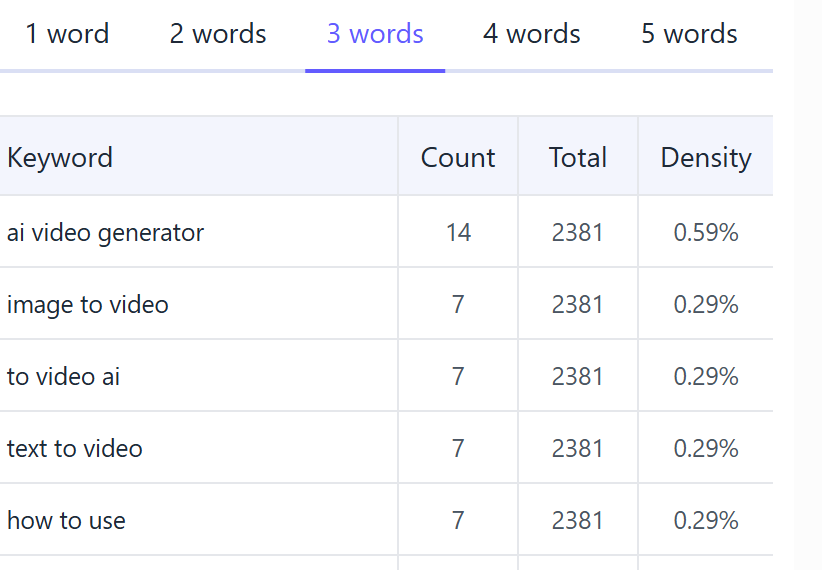 1 word 2 words 3 words 4 words 5 words
Keyword Count Total Density
ai video generator 14 2381 0.59%
image to video 7 2381 0.29%
to video ai 7 2381 0.29%
text to video 7 2381 0.29%
how to use 7 2381 0.29%